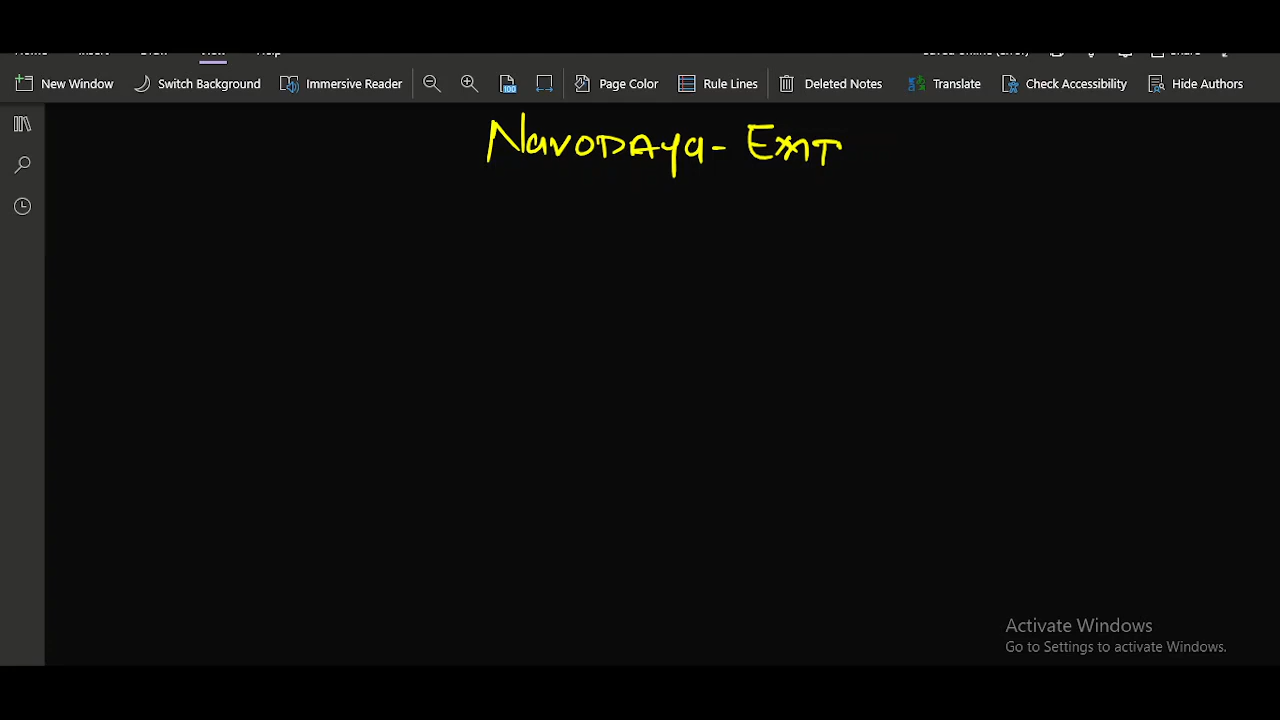 New Window Switch Background Immersive Reader Page Color Rule Lines Deleted Notes Translate Check Accessibility Hide Authors
NavoDAya - 
Activate Windows
Go to Settings to activate Windows.